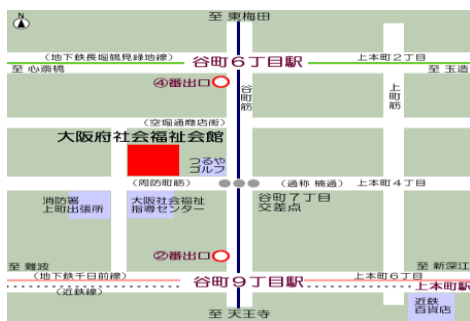 N
至 東梅田
（地下鉄長堀鶴見緑地線）
谷町６丁目駅
上本町２丁目
至 心斎橋
至 玉造
④番出口
谷町筋
上町筋
（空堀通商店街）
大阪府社会福祉会館
つるや
ゴルフ
（周防町筋）
（通称 楠通）
上本町４丁目
消防署
上町出張所
大阪社会福祉
指導センター
谷町７丁目
交差点
②番出口
至 難波
至 新深江
（地下鉄千日前線）
谷町９丁目駅
上本町６丁目
（近鉄線）
上本町駅
近鉄
百貨店
至 天王寺